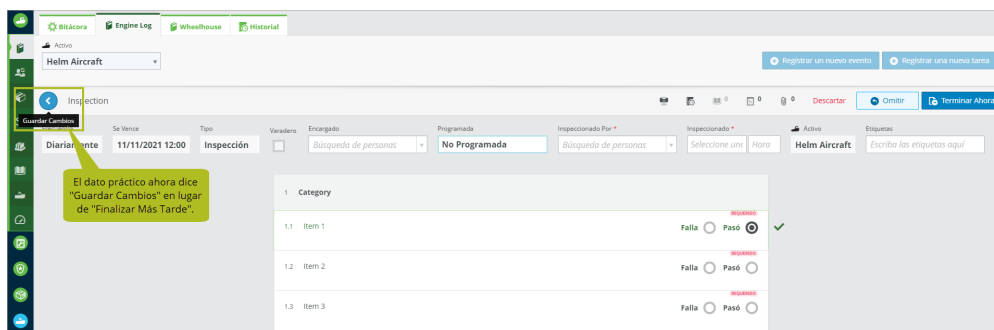 Bitácora
Engine Log
Wheelhouse
Historial
Activo
Helm Aircraft
Registrar un nuevo evento
Registrar una nueva tarea
Inspection
0
0
0
Descartar
Omitir
Terminar Ahora
Guardar Cambios
Se Vence
Tipo
Varadero
Encargado
Programada
Inspeccionado Por *
Inspeccionado *
Activo
Etiquetas
Diariamente
11/11/2021 12:00
Inspección
Búsqueda de personas
No Programada
Búsqueda de personas
Seleccione una
Hora
Helm Aircraft
Escriba las etiquetas aquí
El dato práctico ahora dice
"Guardar Cambios" en lugar
de "Finalizar Más Tarde".
1 Category
REQUERIDO
1.1 Item 1
Falla
Pasó
REQUERIDO
1.2 Item 2
Falla
Pasó
REQUERIDO
1.3 Item 3
Falla
Pasó